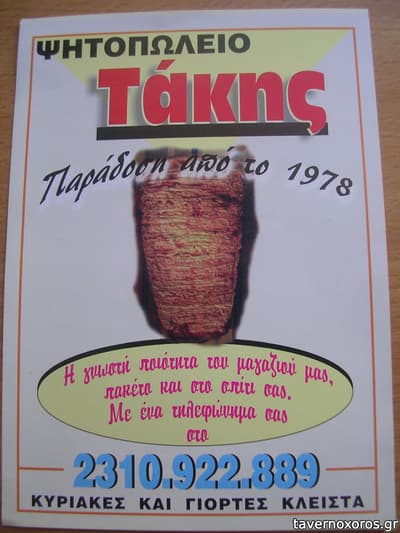 ΨΗΤΟΠΩΛΕΙΟ
Τάκης
Παράδοση από το 1978
Η γνωστή ποιότητα του μαγαζιού μας,
πακέτο και στο σπίτι σας.
Με ένα τηλεφώνημα σας
στο
2310.922.889
ΚΥΡΙΑΚΕΣ ΚΑΙ ΓΙΟΡΤΕΣ ΚΛΕΙΣΤΑ
tavernoxoros.gr